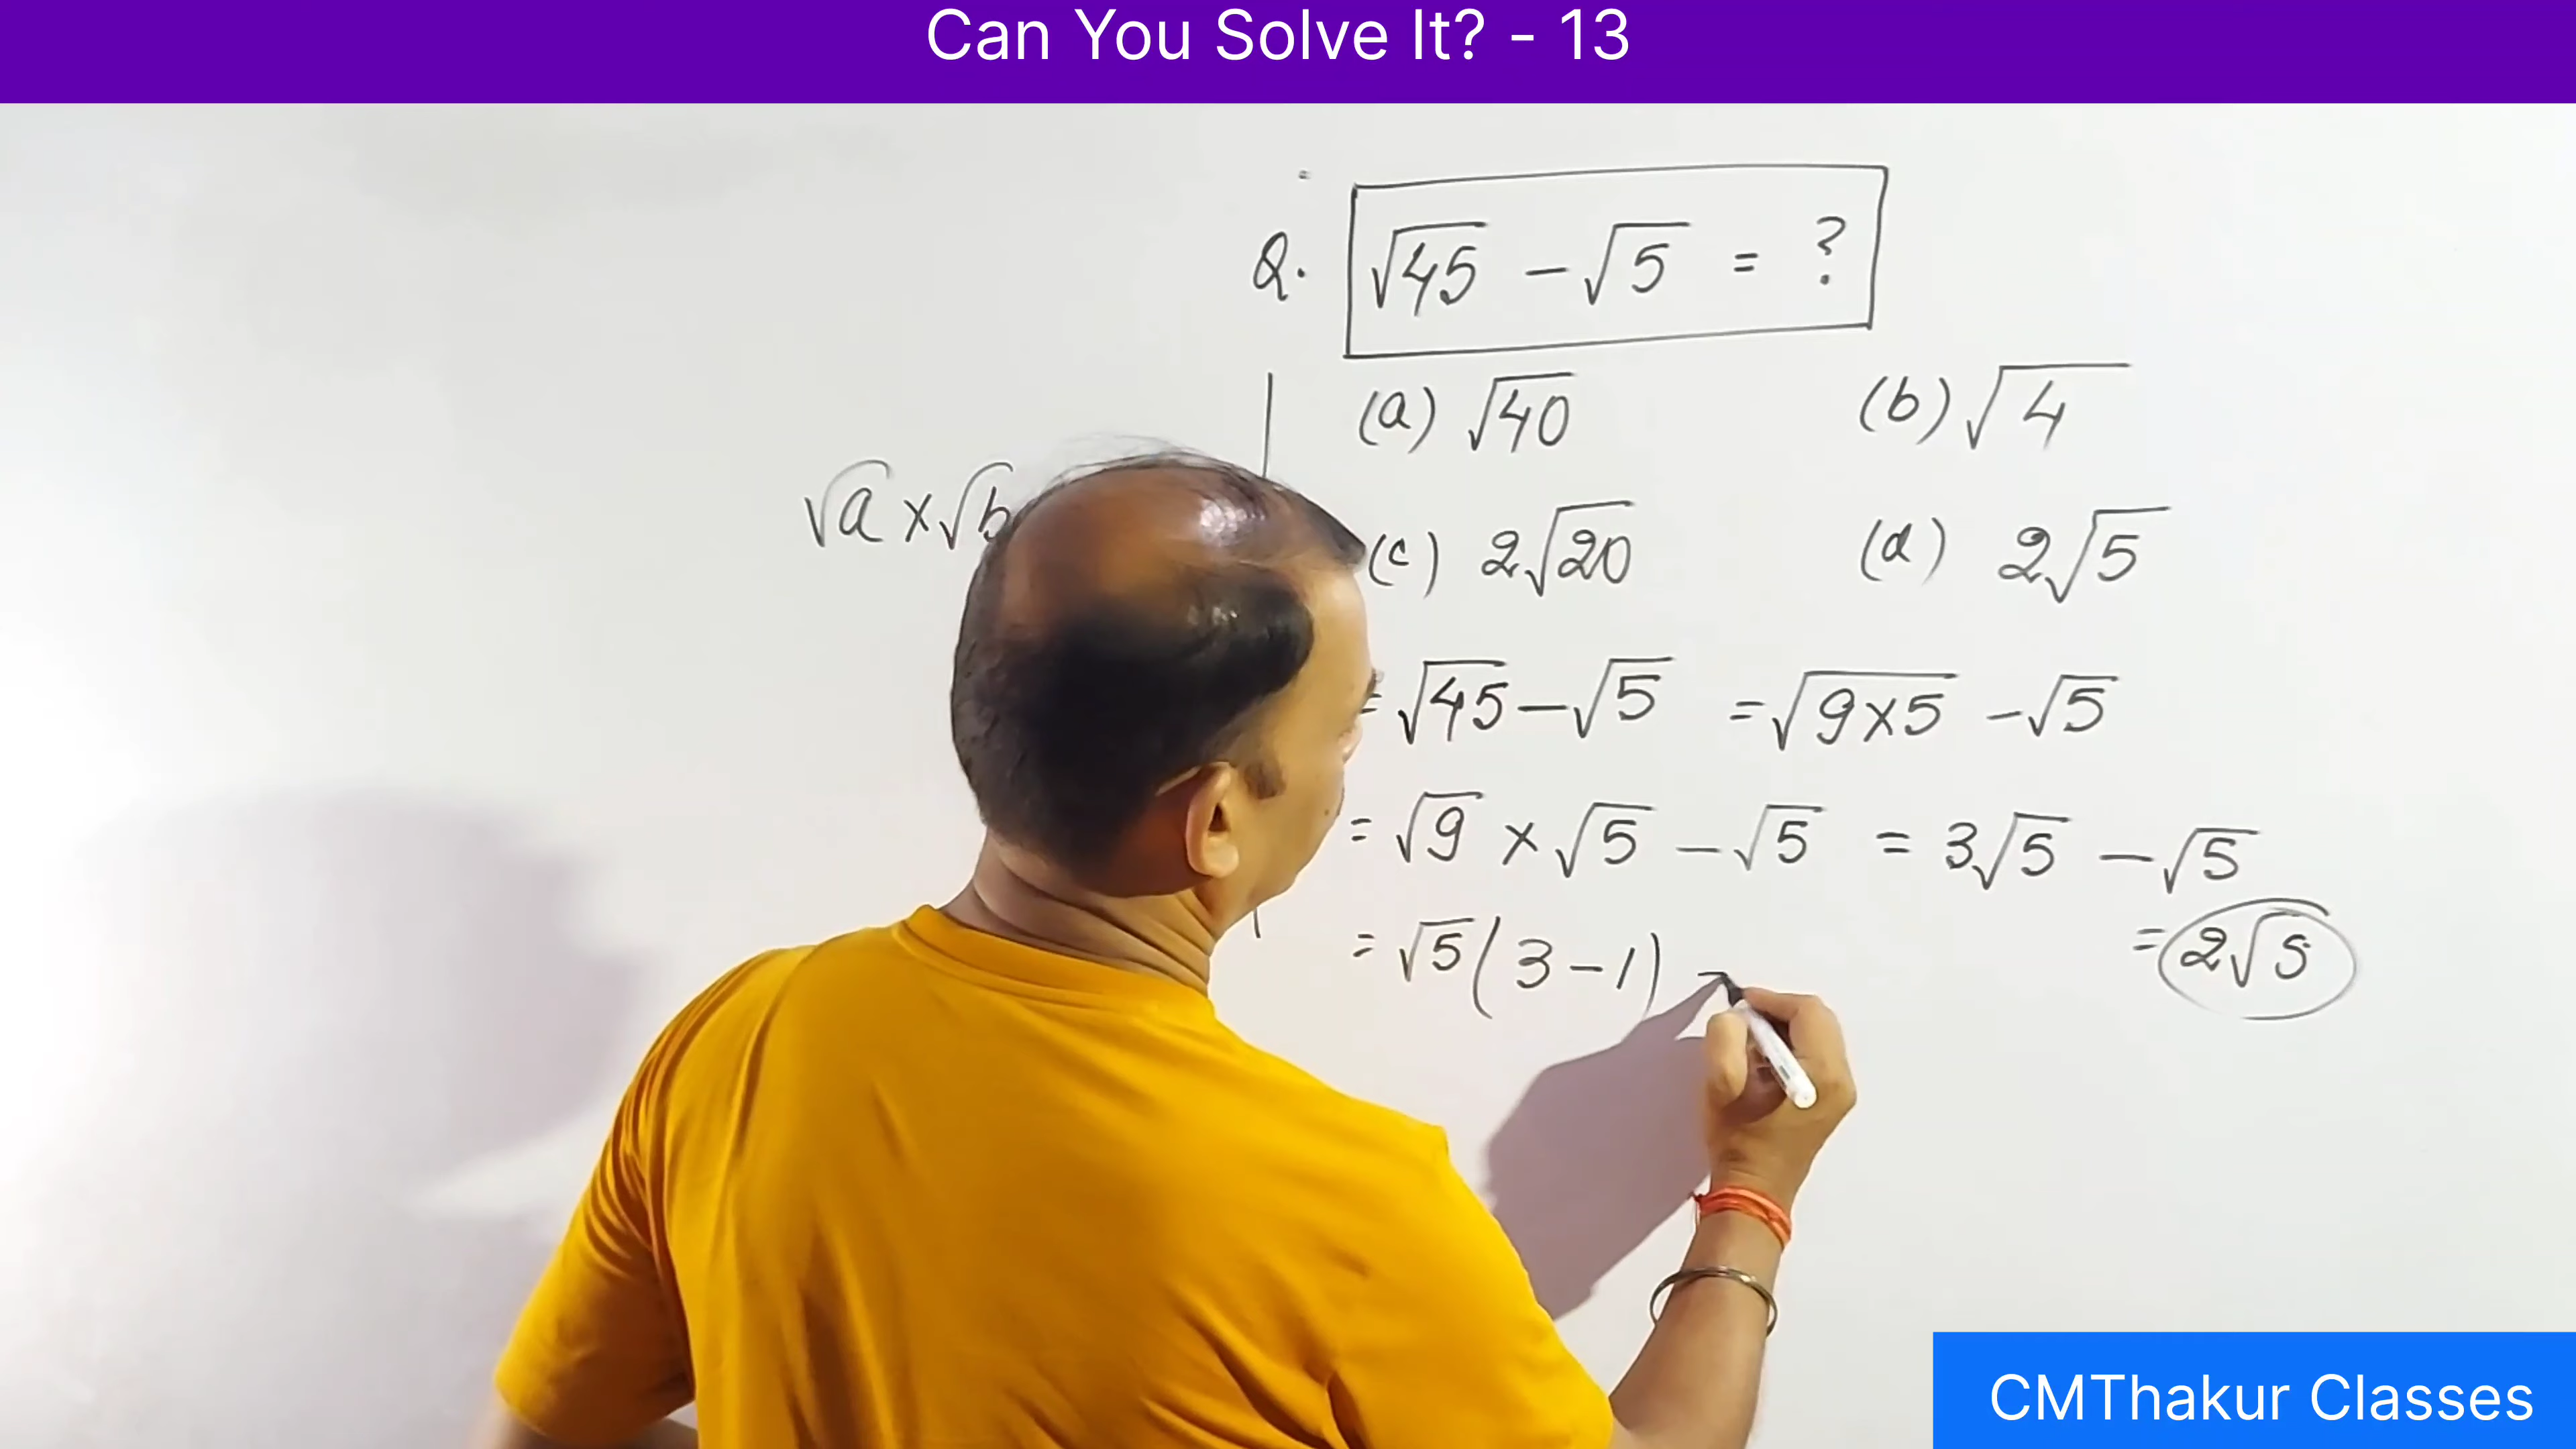 Can You Solve It? - 13
Q. √45 - √5 = ?
(a) √40 (b) √4
√a × √b
(c) 2√20 (d) 2√5
= √45 - √5 = √9×5 - √5
= √9 × √5 - √5 = 3√5 - √5
= √5(3-1) = 2√5
CMThakur Classes